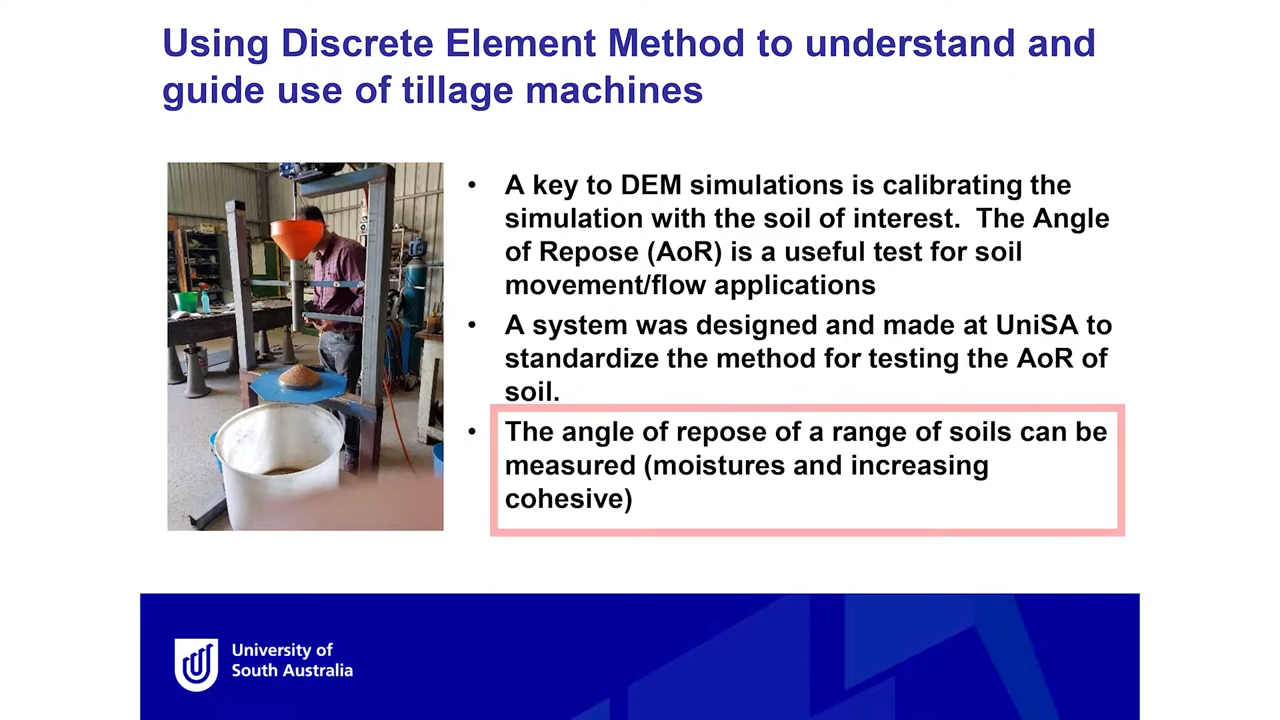 Using Discrete Element Method to understand and
guide use of tillage machines
• A key to DEM simulations is calibrating the
simulation with the soil of interest.  The Angle
of Repose (AoR) is a useful test for soil
movement/flow applications
• A system was designed and made at UniSA to
standardize the method for testing the AoR of
soil.
• The angle of repose of a range of soils can be
measured (moistures and increasing
cohesive)
University of
South Australia